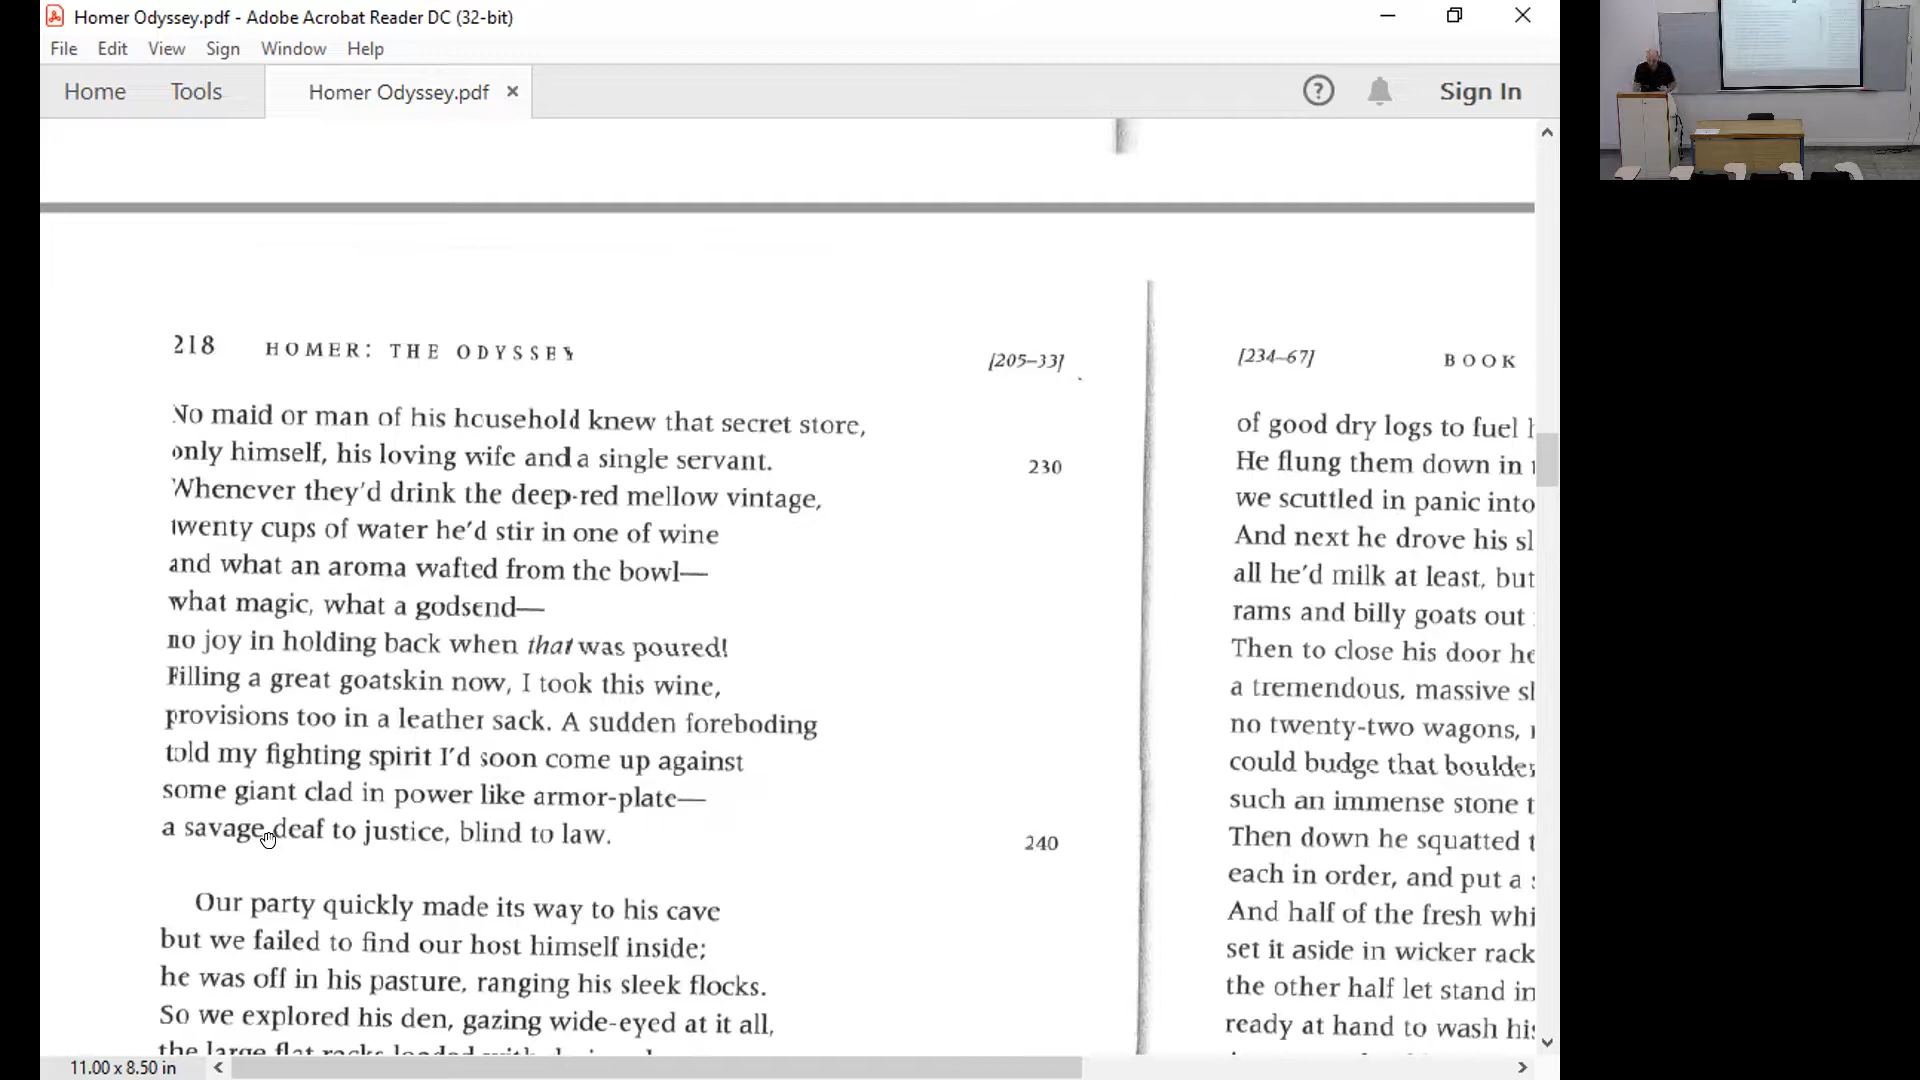 Homer Odyssey.pdf - Adobe Acrobat Reader DC (32-bit)
File Edit View Sign Window Help
Home Tools Homer Odyssey.pdf × ? Sign In
218 HOMER: THE ODYSSEY [205–33]
No maid or man of his household knew that secret store,
only himself, his loving wife and a single servant. 230
Whenever they'd drink the deep-red mellow vintage,
twenty cups of water he'd stir in one of wine
and what an aroma wafted from the bowl—
what magic, what a godsend—
no joy in holding back when that was poured!
Filling a great goatskin now, I took this wine,
provisions too in a leather sack. A sudden foreboding
told my fighting spirit I'd soon come up against
some giant clad in power like armor-plate—
a savage deaf to justice, blind to law. 240
Our party quickly made its way to his cave
but we failed to find our host himself inside;
he was off in his pasture, ranging his sleek flocks.
So we explored his den, gazing wide-eyed at it all,
the large flat racks loaded with
[234–67] BOOK
of good dry logs to fuel
He flung them down in
we scuttled in panic into
And next he drove his
all he'd milk at least, but
rams and billy goats out
Then to close his door
a tremendous, massive
no twenty-two wagons,
could budge that
such an immense stone
Then down he squatted
each in order, and put a
And half of the fresh
set it aside in wicker
the other half let stand
ready at hand to wash
11.00 x 8.50 in